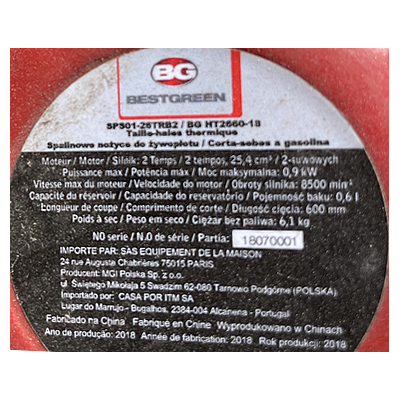 BG
BESTGREEN
SPS01-26TRB2 / BG HT2660-18
Taille-haies thermique
Spalinowe nożyce do żywopłotu / Corta-sebes a gasolina
Moteur / Motor / Silnik: 2 Temps / 2 tempos, 25,4 cm³ / 2-suwowych
Puissance max / Potência máx / Moc maksymalna: 0,9 kW
Vitesse max du moteur / Velocidade do motor / Obroty silnika: 8500 min⁻¹
Capacité du réservoir / Capacidade do reservatório / Pojemność baku: 0,6 l
Longueur de coupe / Comprimento de corte / Długość cięcia: 600 mm
Poids à sec / Peso em seco / Ciężar bez paliwa: 6,1 kg
N0 serie / N.0 de série / Partia: 18070001
IMPORTE PAR: SAS EQUIPEMENT DE LA MAISON
24 rue Auguste Chabrières 75015 PARIS
Producent: MGI Polska Sp. z o.o.
ul. Świętego Mikołaja 5 Swadzim 62-080 Tarnowo Podgórne (POLSKA)
Importado por: CASA POR ITM SA
Lugar do Marrujo - Bugalhos, 2384-004 Alcanena - Portugal
Fabricado na China / Fabriqué en Chine / Wyprodukowano w Chinach
Ano de produção: 2018 Année de fabrication: 2018 Rok produkcji: 2018